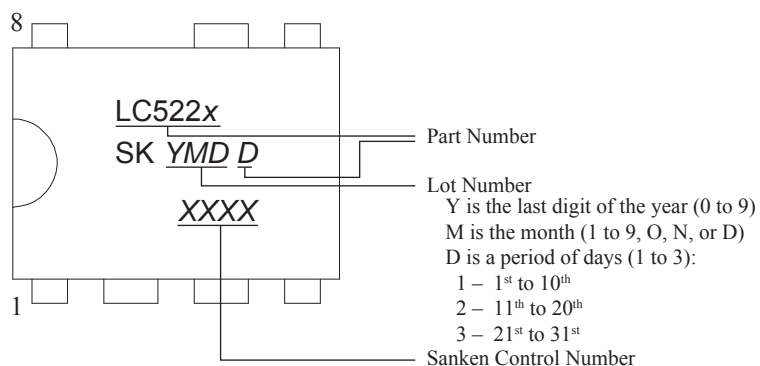 8
LC522x
SK YMD D
XXXX
1
Part Number
Lot Number
Y is the last digit of the year (0 to 9)
M is the month (1 to 9, O, N, or D)
D is a period of days (1 to 3):
1 – 1st to 10th
2 – 11th to 20th
3 – 21st to 31st
Sanken Control Number